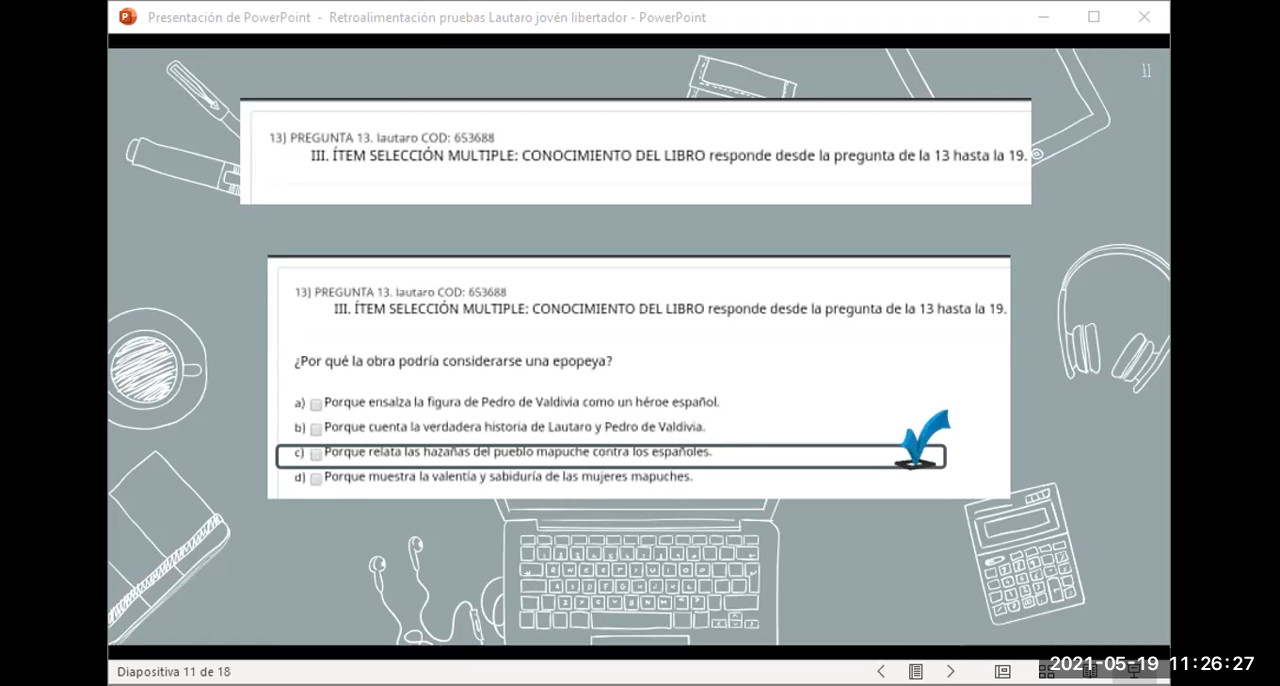 Presentación de PowerPoint - Retroalimentación pruebas Lautaro jovén libertador - PowerPoint
11
13) PREGUNTA 13. lautaro COD: 653688
III. ÍTEM SELECCIÓN MULTIPLE: CONOCIMIENTO DEL LIBRO responde desde la pregunta de la 13 hasta la 19.
13) PREGUNTA 13. lautaro COD: 653688
III. ÍTEM SELECCIÓN MULTIPLE: CONOCIMIENTO DEL LIBRO responde desde la pregunta de la 13 hasta la 19.
¿Por qué la obra podría considerarse una epopeya?
a) Porque ensalza la figura de Pedro de Valdivia como un héroe español.
b) Porque cuenta la verdadera historia de Lautaro y Pedro de Valdivia.
c) Porque relata las hazañas del pueblo mapuche contra los españoles.
d) Porque muestra la valentía y sabiduría de las mujeres mapuches.
Diapositiva 11 de 18
2021-05-19 11:26:27